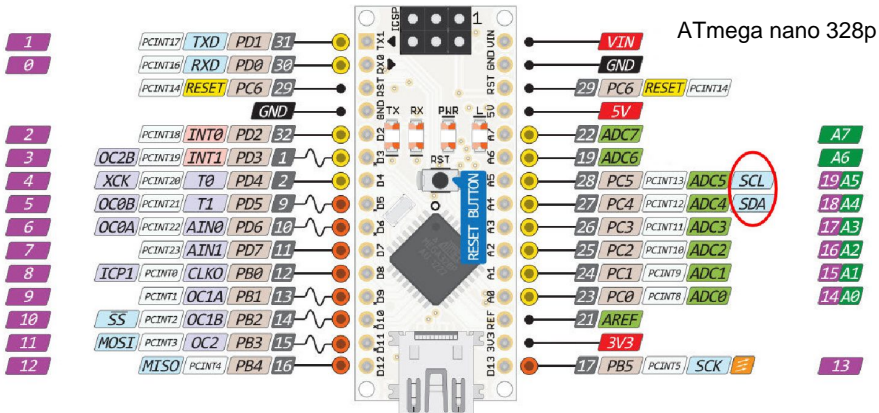 ATmega nano 328p
ICSP 1
1 PCINT17 TXD PD1 31 TX1 VIN VIN
0 PCINT16 RXD PD0 30 RX0 GND GND
PCINT14 RESET PC6 29 RST RST 29 PC6 RESET PCINT14
GND GND TX RX PWR L 5V 5V
2 PCINT18 INT0 PD2 32 D2 A7 22 ADC7 A7
3 OC2B PCINT19 INT1 PD3 1 D3 RST A6 19 ADC6 A6
4 XCK PCINT20 T0 PD4 2 D4 A5 28 PC5 PCINT13 ADC5 SCL 19 A5
5 OC0B PCINT21 T1 PD5 9 D5 A4 27 PC4 PCINT12 ADC4 SDA 18 A4
6 OC0A PCINT22 AIN0 PD6 10 D6 A3 26 PC3 PCINT11 ADC3 17 A3
RESET BUTTON
7 PCINT23 AIN1 PD7 11 D7 A2 25 PC2 PCINT10 ADC2 16 A2
8 ICP1 PCINT0 CLKO PB0 12 D8 A1 24 PC1 PCINT9 ADC1 15 A1
9 PCINT1 OC1A PB1 13 D9 A0 23 PC0 PCINT8 ADC0 14 A0
10 SS PCINT2 OC1B PB2 14 D10 REF 21 AREF
11 MOSI PCINT3 OC2 PB3 15 D11 3V3 3V3
12 MISO PCINT4 PB4 16 D12 D13 17 PB5 PCINT5 SCK 13